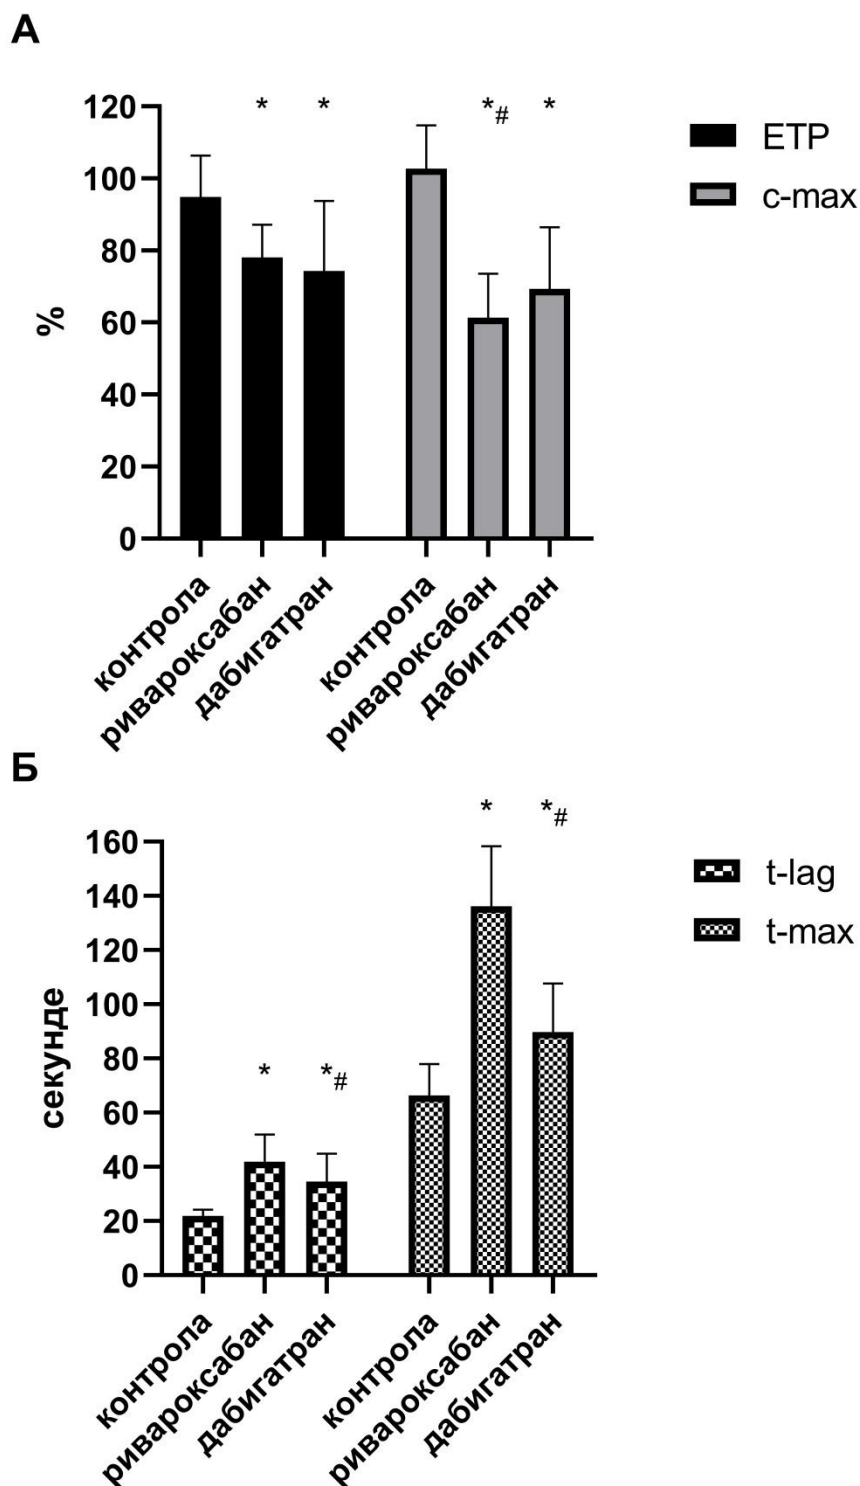 А
120
100
80
60
40
20
0
%
* * *# *
ETP
c-max
контрола
ривароксабан
дабигатран
контрола
ривароксабан
дабигатран
Б
160
140
120
100
80
60
40
20
0
секунде
* *#
* *#
t-lag
t-max
контрола
ривароксабан
дабигатран
контрола
ривароксабан
дабигатран